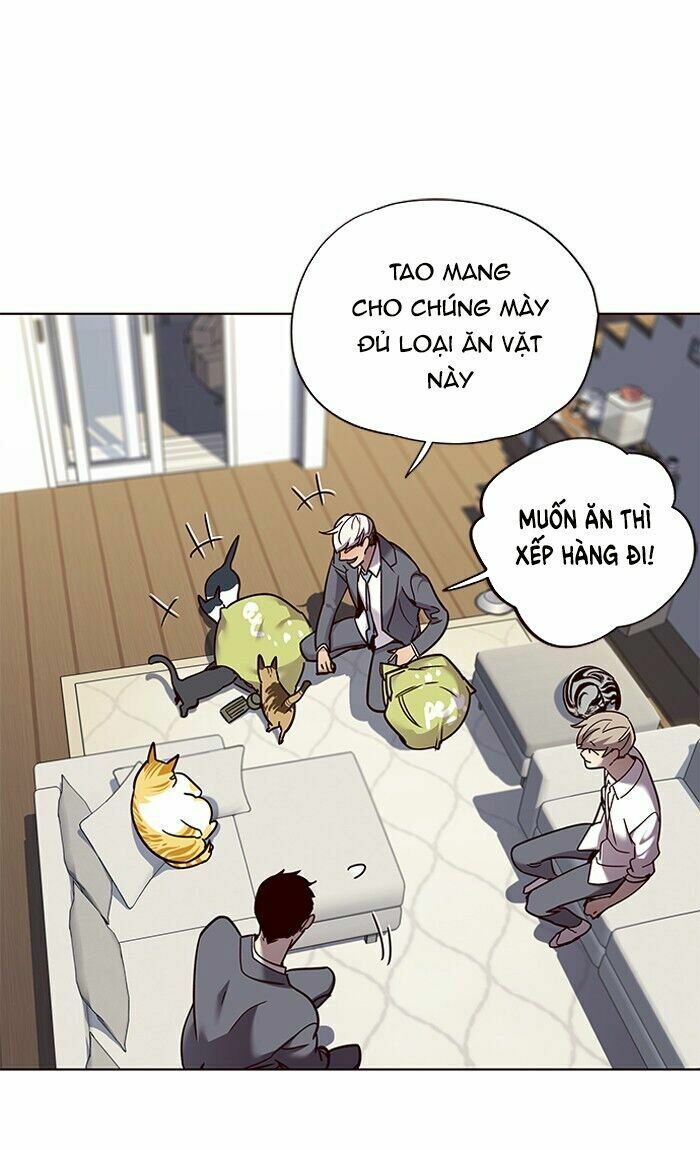 TAO MANG
CHO CHÚNG MÀY
ĐỦ LOẠI ĂN VẶT
NÀY
MUỐN ĂN THÌ
XẾP HÀNG ĐI!